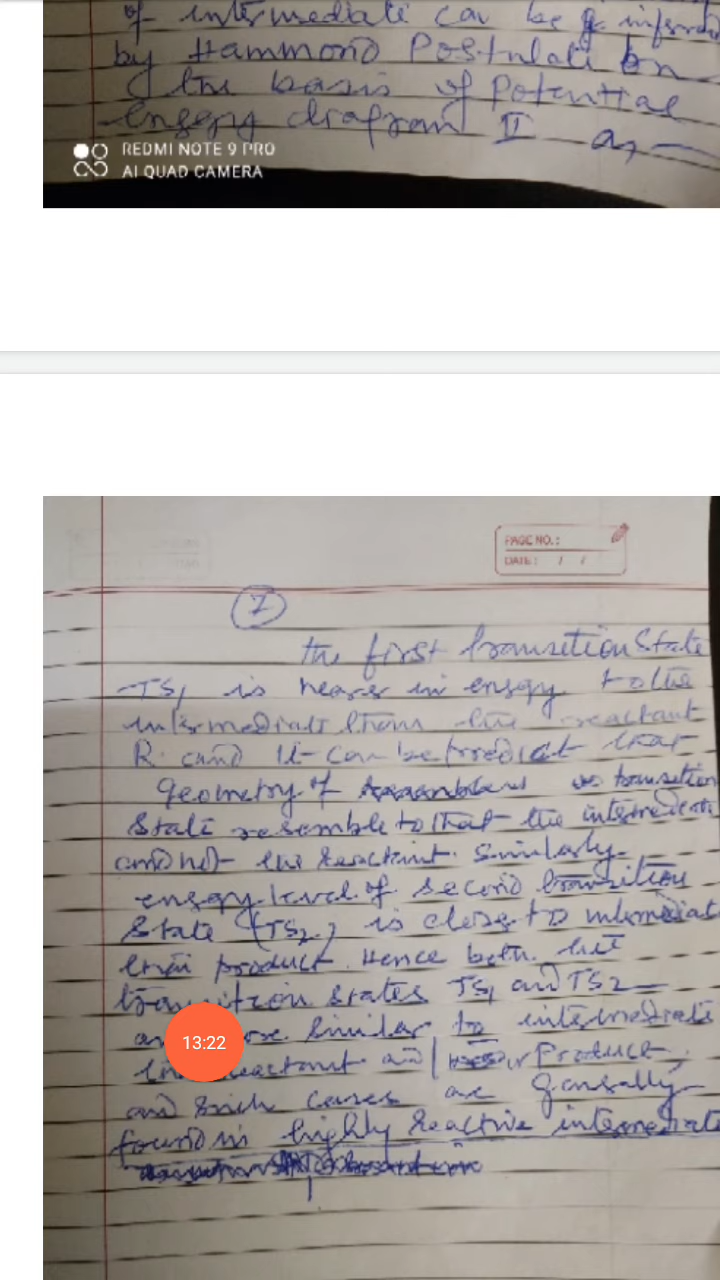 of intermediate can be infered
by Hammond Postulate on
the basis of Potential
energy diagram II as,—
REDMI NOTE 9 PRO
AI QUAD CAMERA
PAGE NO.:
DATE: / /
7
the first transition State
TS1 is nearer in energy to the
intermediate than the reactant
R and it can be predict that
geometry of transition
State resemble to that the intermediate
and not the reactant. Similarly
energy level of second transition
State (TS2) is close to intermediate
than product. Hence both the
transition states TS1 and TS2
similar to intermediate
reactant and Product,
and such cases are generally
found in highly reactive intermediate
13:22